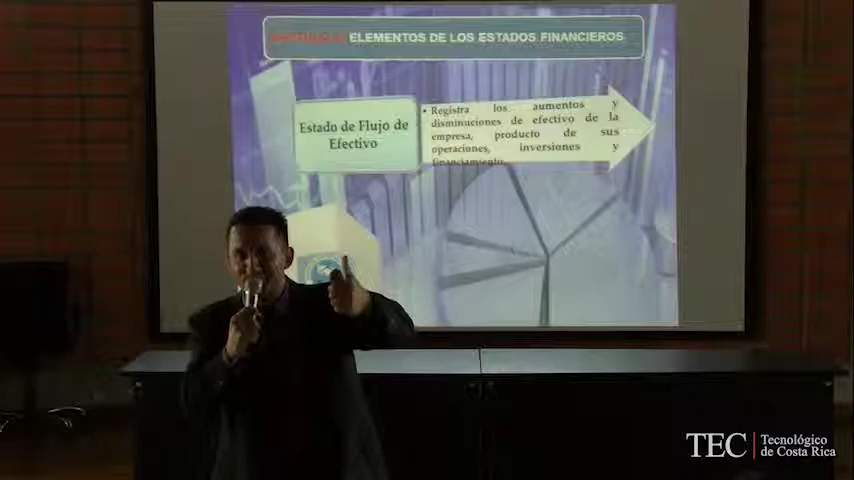 ELEMENTOS DE LOS ESTADOS FINANCIEROS
Estado de Flujo de
Efectivo
• Registra los aumentos y
disminuciones de efectivo de la
empresa, producto de sus
operaciones, inversiones y
financiamiento.
TEC | Tecnológico
de Costa Rica